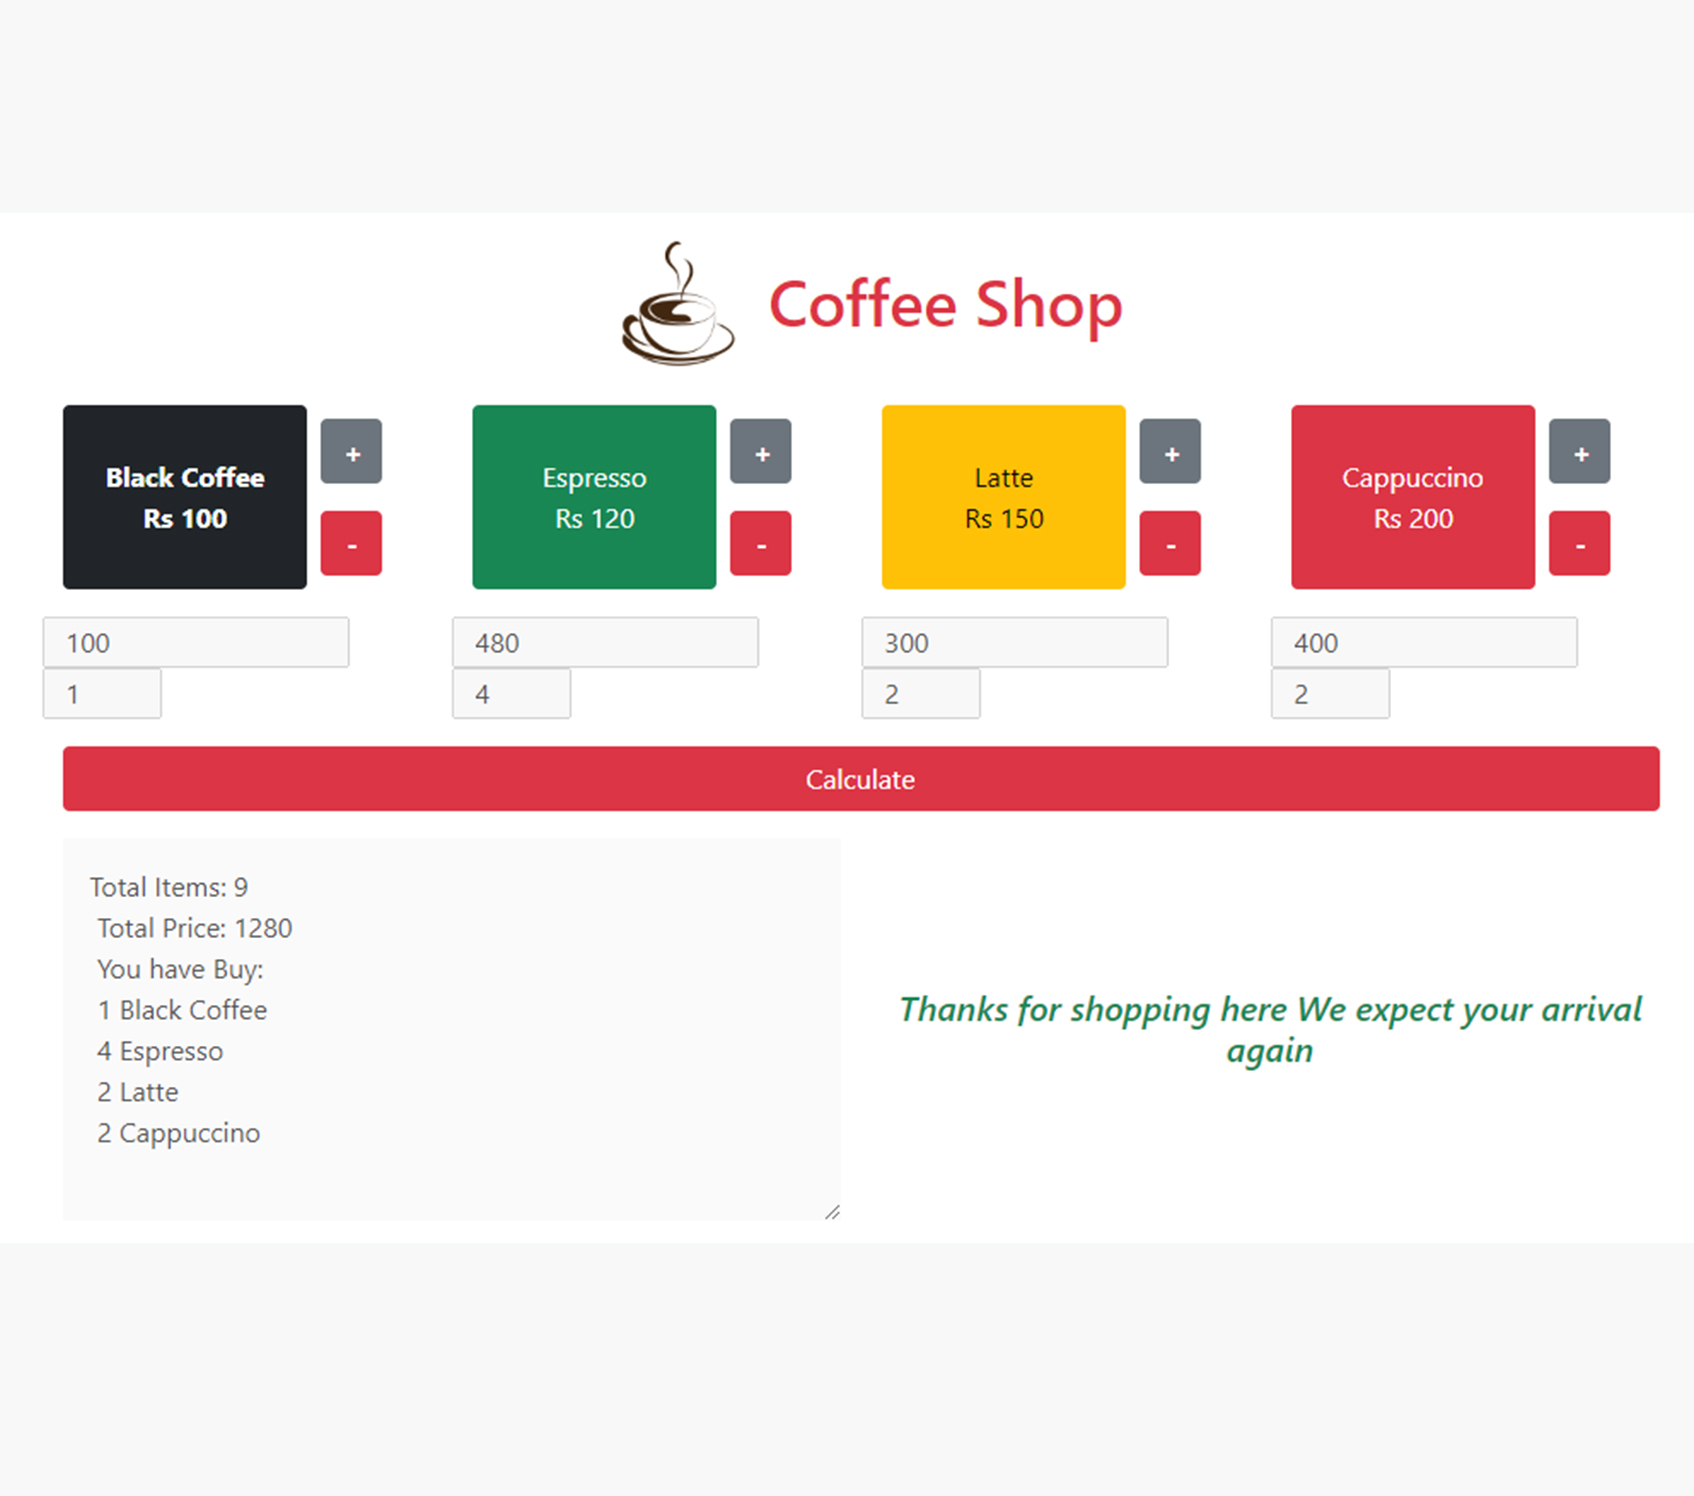 Coffee Shop
Black Coffee
Rs 100
+
-
Espresso
Rs 120
+
-
Latte
Rs 150
+
-
Cappuccino
Rs 200
+
-
100
480
300
400
1
4
2
2
Calculate
Total Items: 9
Total Price: 1280
You have Buy:
1 Black Coffee
4 Espresso
2 Latte
2 Cappuccino
Thanks for shopping here We expect your arrival
again